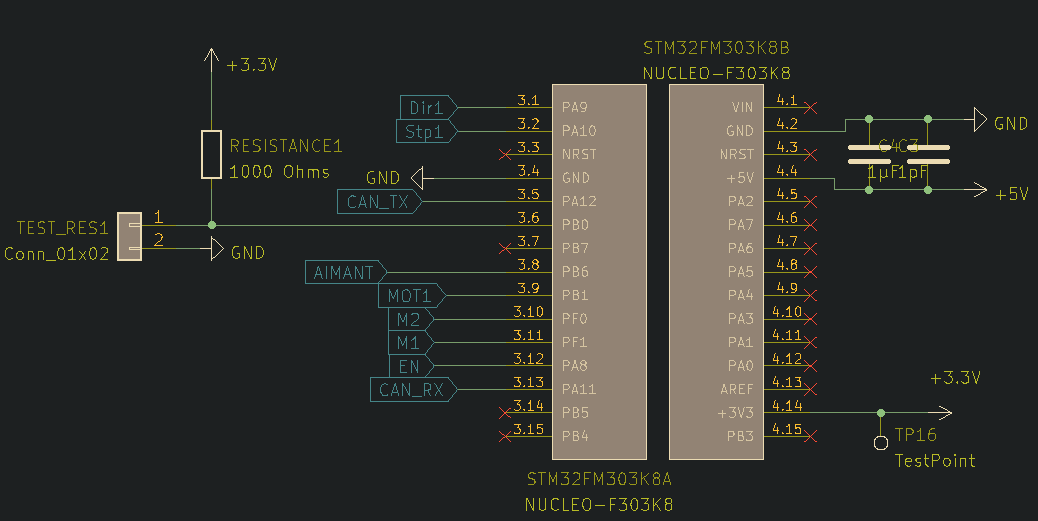 STM32FM303K8B
NUCLEO-F303K8
+3.3V
RESISTANCE1
1000 Ohms
TEST_RES1
Conn_01x02
1
2
GND
Dir1 3.1 PA9
Stp1 3.2 PA10
3.3 NRST
GND 3.4 GND
CAN_TX 3.5 PA12
3.6 PB0
3.7 PB7
AIMANT 3.8 PB6
MOT1 3.9 PB1
M2 3.10 PF0
M1 3.11 PF1
EN 3.12 PA8
CAN_RX 3.13 PA11
3.14 PB5
3.15 PB4
STM32FM303K8A
NUCLEO-F303K8
VIN 4.1
GND 4.2
NRST 4.3
+5V 4.4
PA2 4.5
PA7 4.6
PA6 4.7
PA5 4.8
PA4 4.9
PA3 4.10
PA1 4.11
PA0 4.12
AREF 4.13
+3V3 4.14
PB3 4.15
GND
C4 C3
1µF 1pF
+5V
+3.3V
TP16
TestPoint